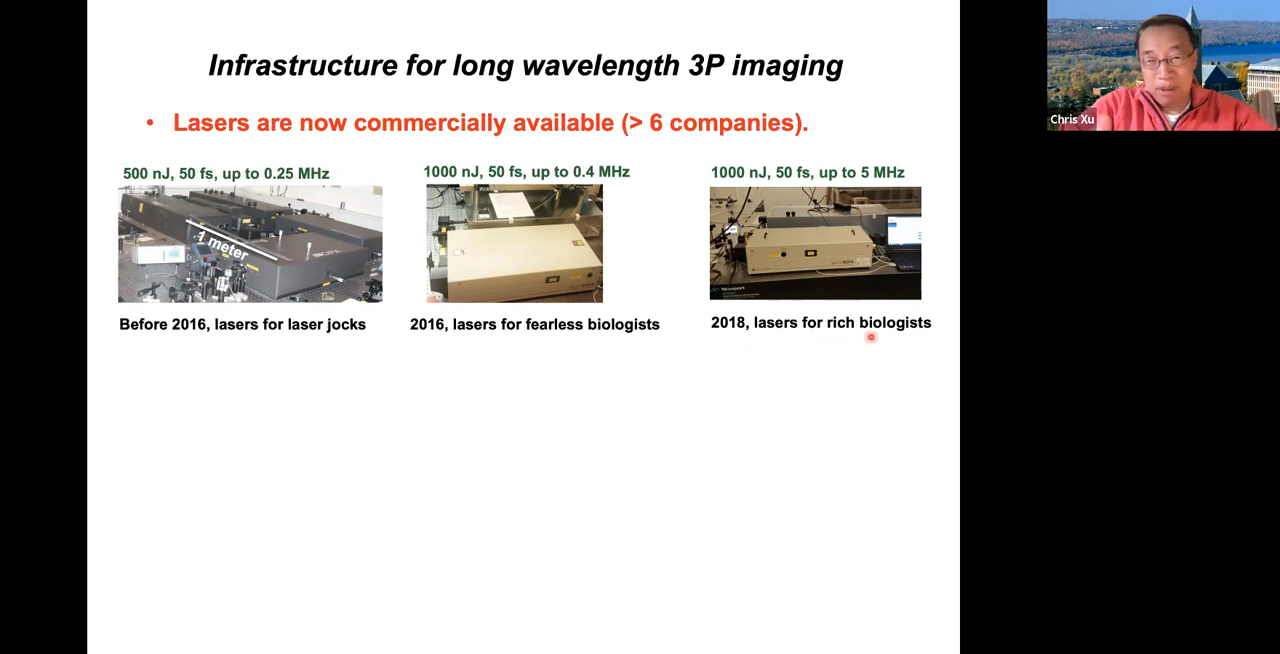 Infrastructure for long wavelength 3P imaging
• Lasers are now commercially available (> 6 companies).
500 nJ, 50 fs, up to 0.25 MHz
1000 nJ, 50 fs, up to 0.4 MHz
1000 nJ, 50 fs, up to 5 MHz
1 meter
Newport
Before 2016, lasers for laser jocks
2016, lasers for fearless biologists
2018, lasers for rich biologists
Chris Xu